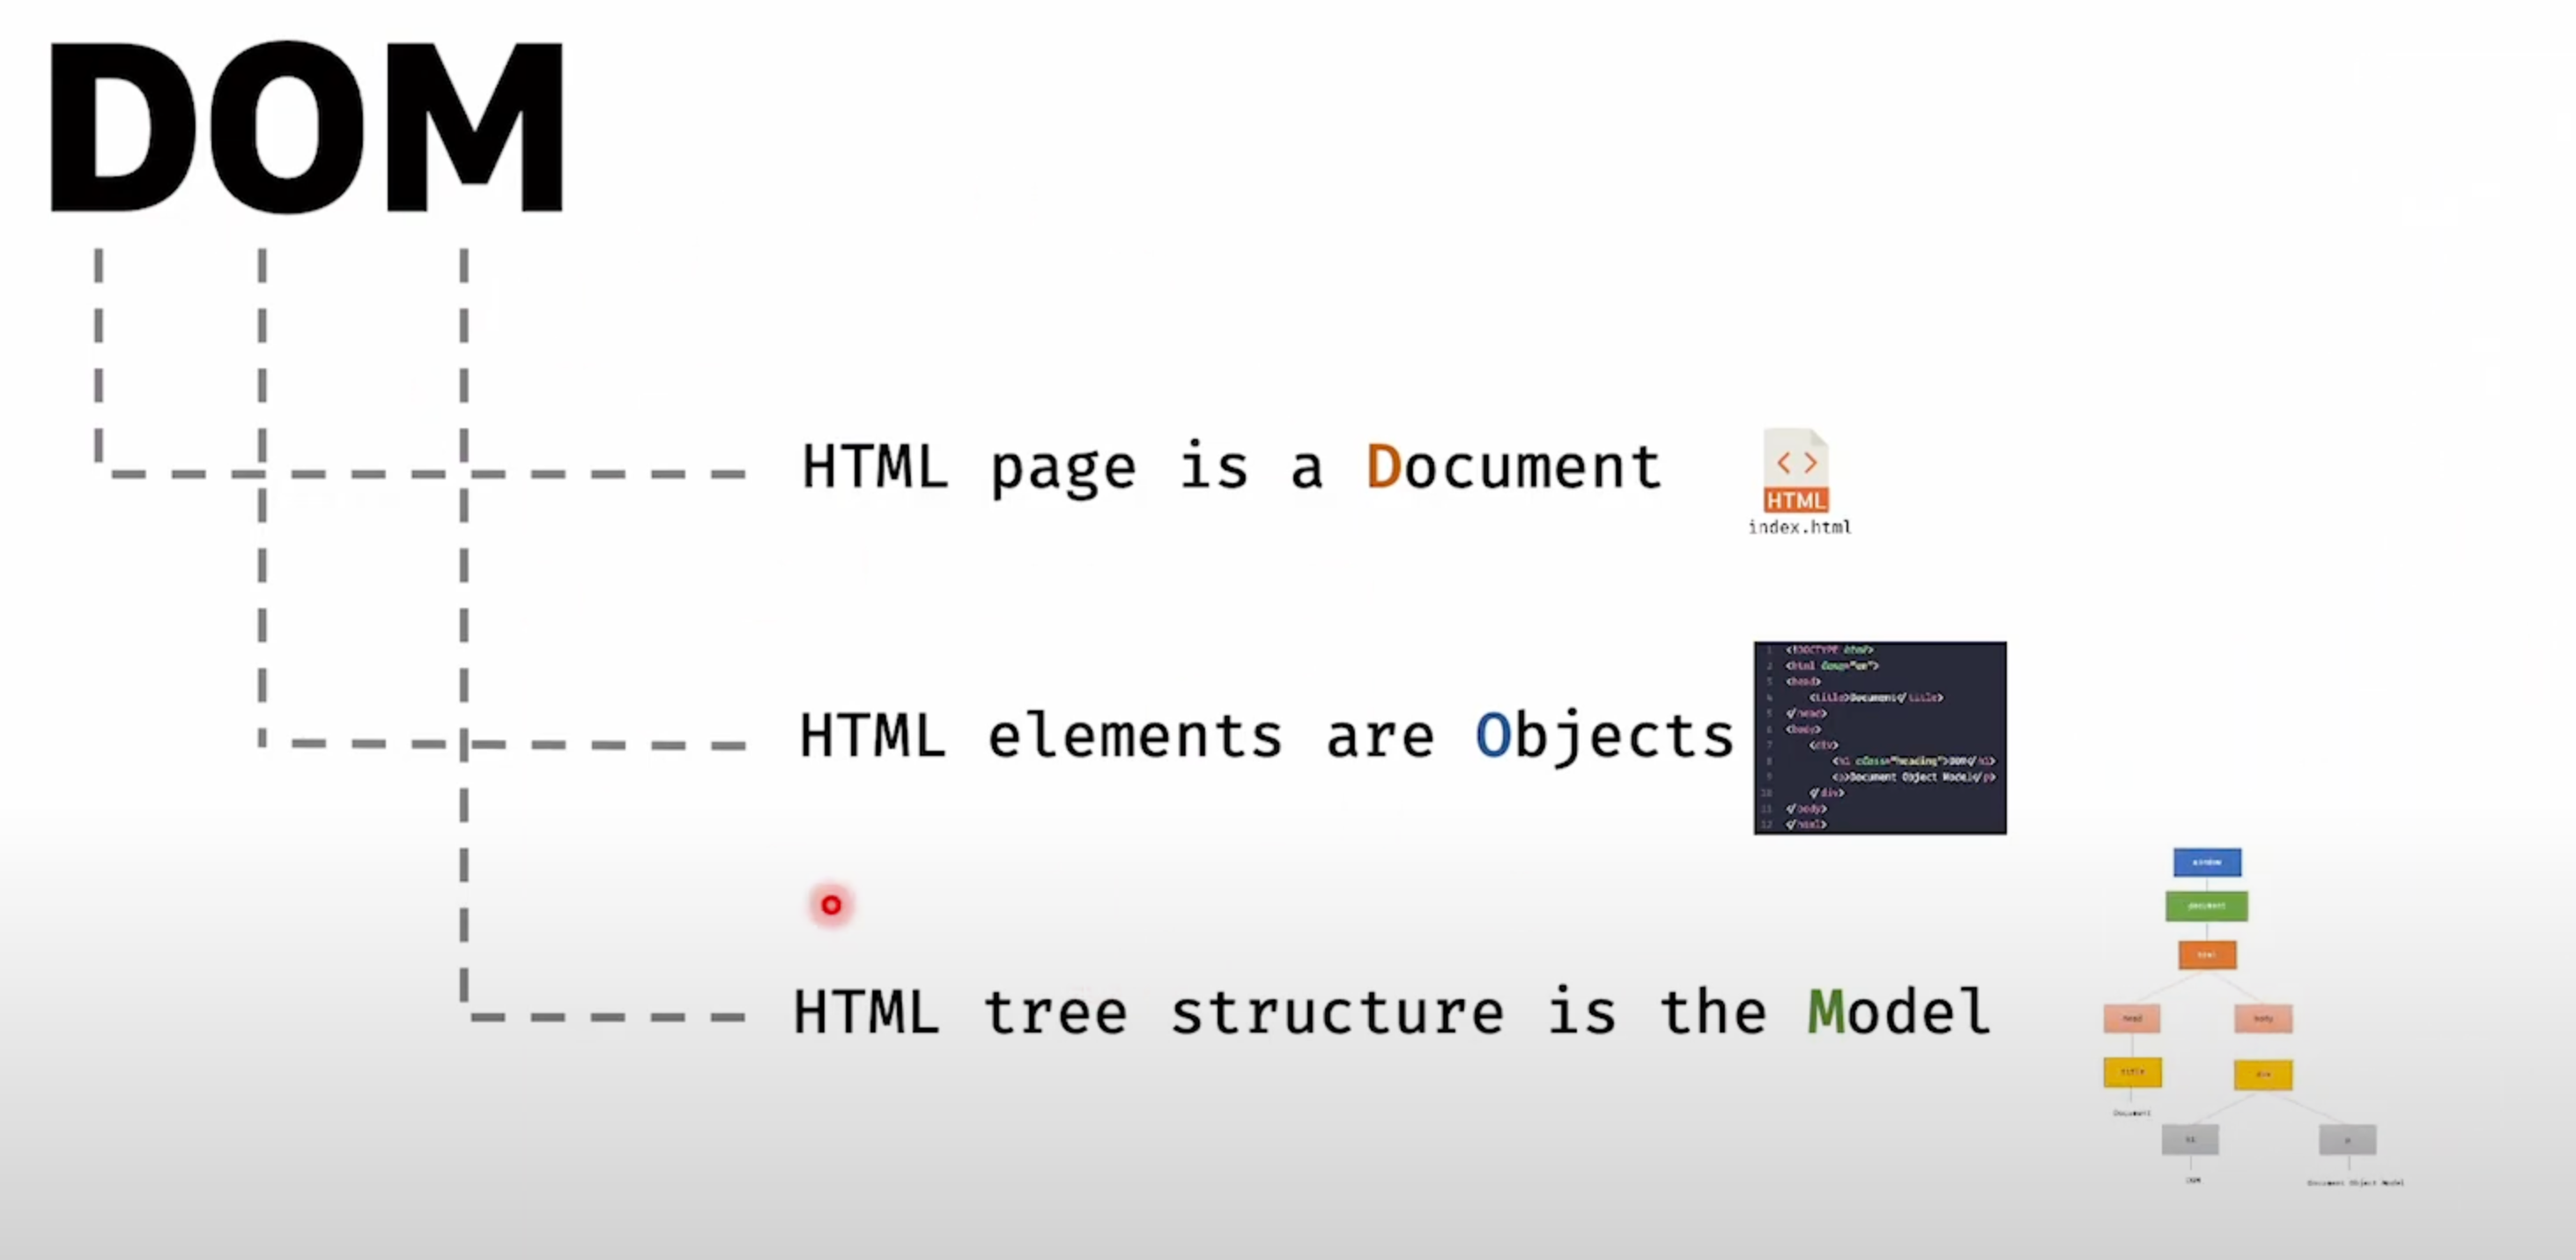 DOM
HTML page is a Document
HTML
index.html
HTML elements are Objects
1 <!DOCTYPE html>
2 <html lang="en">
3 <head>
4 <title>Document</title>
5 </head>
6 <body>
7 <div>
8 <h1 class="heading">DOM</h1>
9 <p>Document Object Model</p>
10 </div>
11 </body>
12 </html>
window
document
html
HTML tree structure is the Model
head
body
title
div
Document
h1
p
DOM
Document Object Model